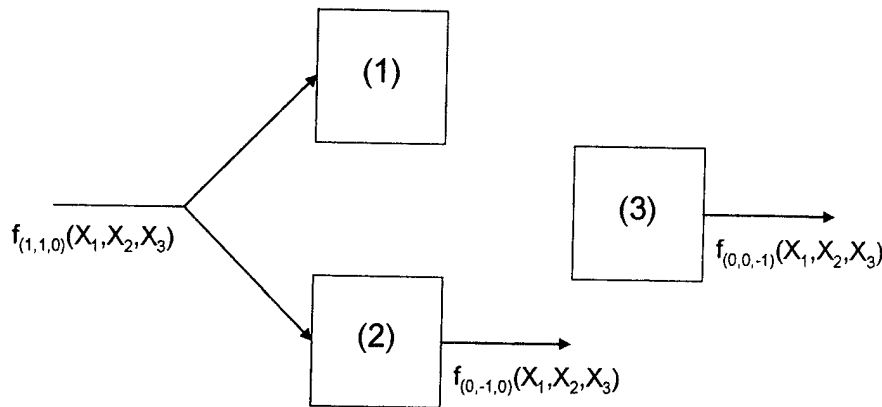 (1)
(3)
f(1,1,0)(X1,X2,X3)
f(0,0,-1)(X1,X2,X3)
(2)
f(0,-1,0)(X1,X2,X3)